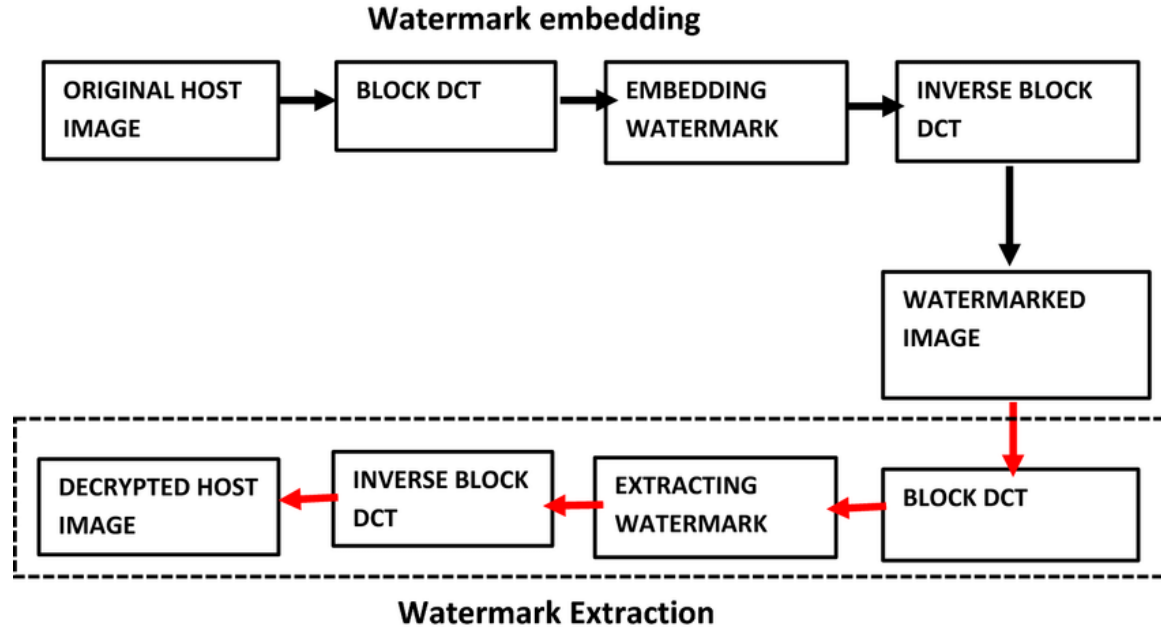 Watermark embedding
ORIGINAL HOST
IMAGE
BLOCK DCT
EMBEDDING
WATERMARK
INVERSE BLOCK
DCT
WATERMARKED
IMAGE
BLOCK DCT
EXTRACTING
WATERMARK
INVERSE BLOCK
DCT
DECRYPTED HOST
IMAGE
Watermark Extraction